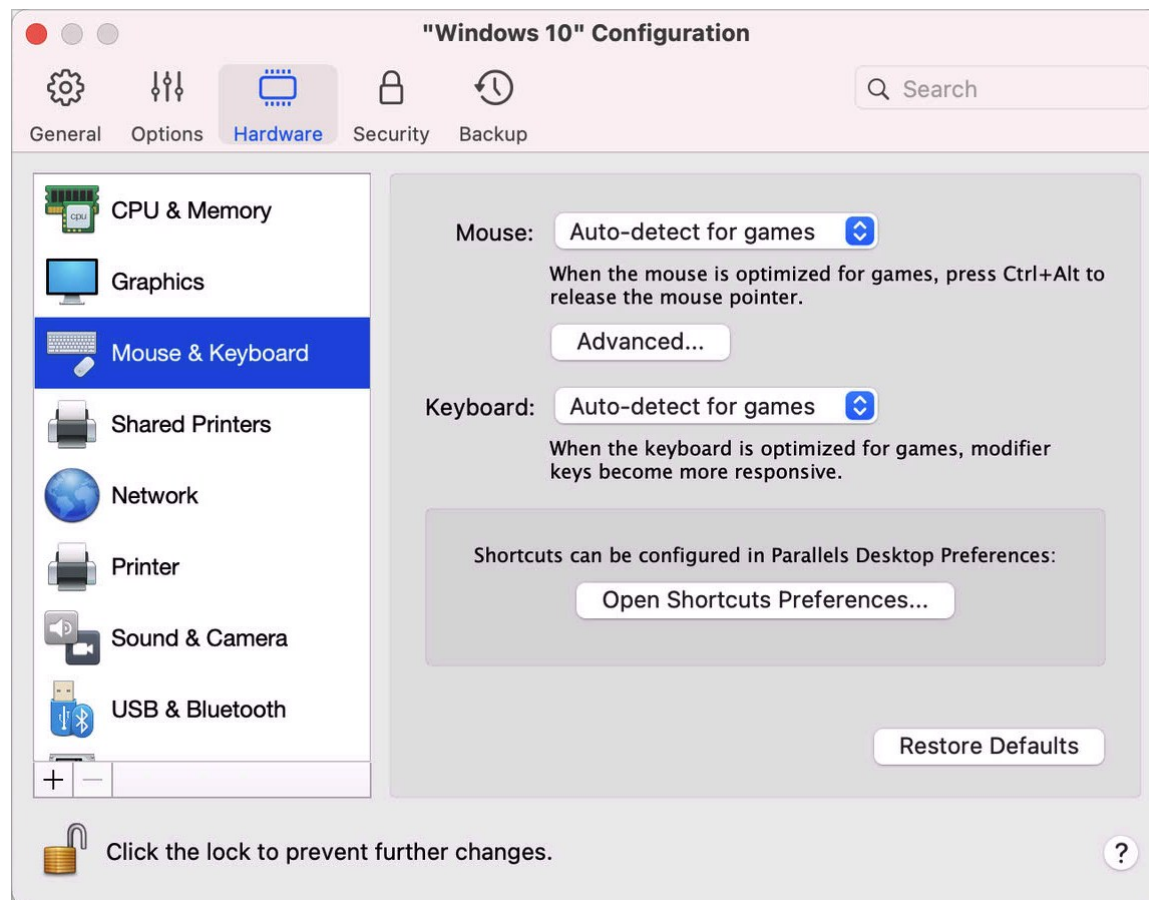 "Windows 10" Configuration
General Options Hardware Security Backup
Search
CPU & Memory
Graphics
Mouse & Keyboard
Shared Printers
Network
Printer
Sound & Camera
USB & Bluetooth
Mouse: Auto-detect for games
When the mouse is optimized for games, press Ctrl+Alt to
release the mouse pointer.
Advanced...
Keyboard: Auto-detect for games
When the keyboard is optimized for games, modifier
keys become more responsive.
Shortcuts can be configured in Parallels Desktop Preferences:
Open Shortcuts Preferences...
Restore Defaults
Click the lock to prevent further changes.
?